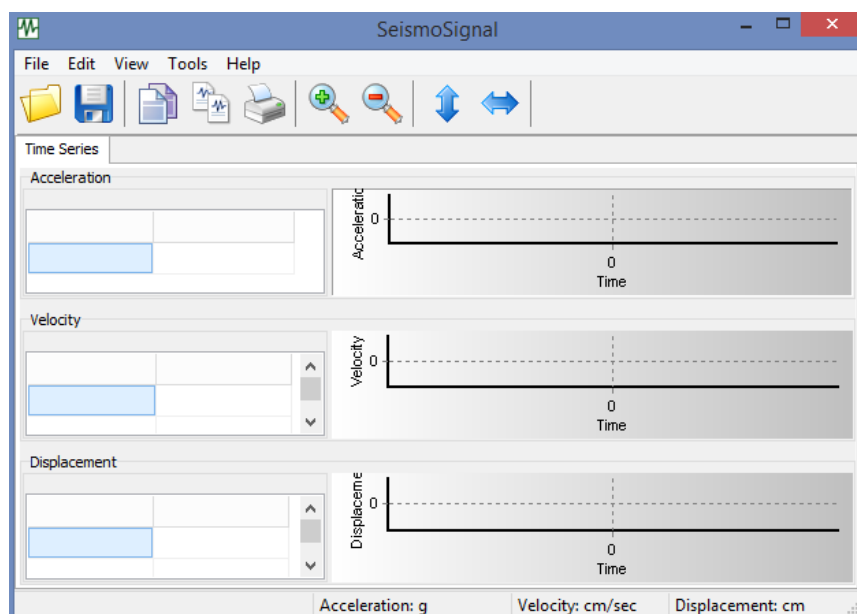 SeismoSignal
File Edit View Tools Help
Time Series
Acceleration
Acceleratic
0
0
Time
Velocity
Velocity
0
0
Time
Displacement
Displaceme
0
0
Time
Acceleration: g Velocity: cm/sec Displacement: cm